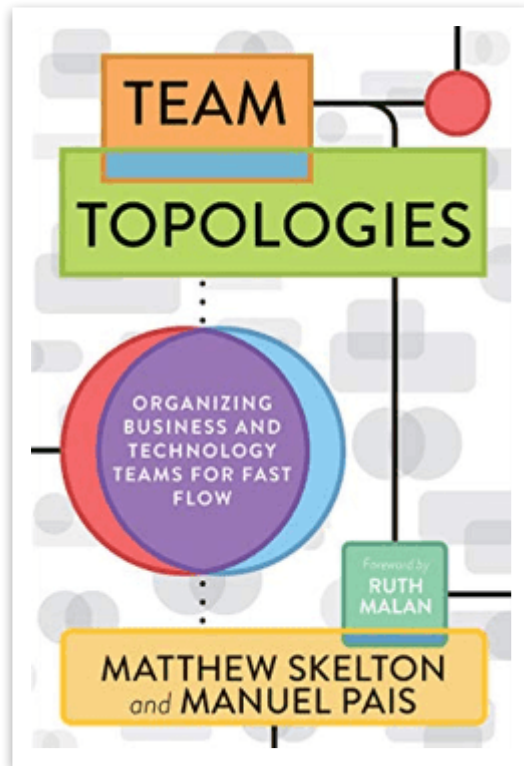 TEAM
TOPOLOGIES
ORGANIZING
BUSINESS AND
TECHNOLOGY
TEAMS FOR FAST
FLOW
Foreword by
RUTH
MALAN
MATTHEW SKELTON
and MANUEL PAIS